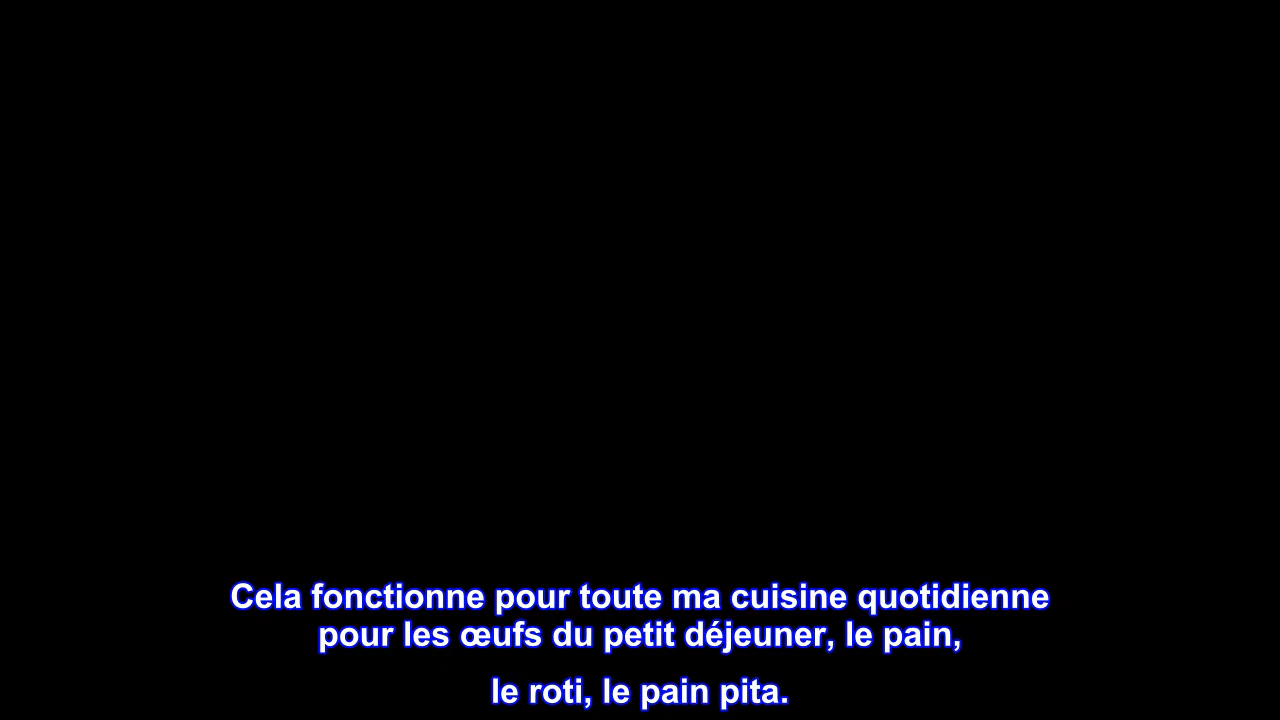 Cela fonctionne pour toute ma cuisine quotidienne
pour les œufs du petit déjeuner, le pain,
le roti, le pain pita.